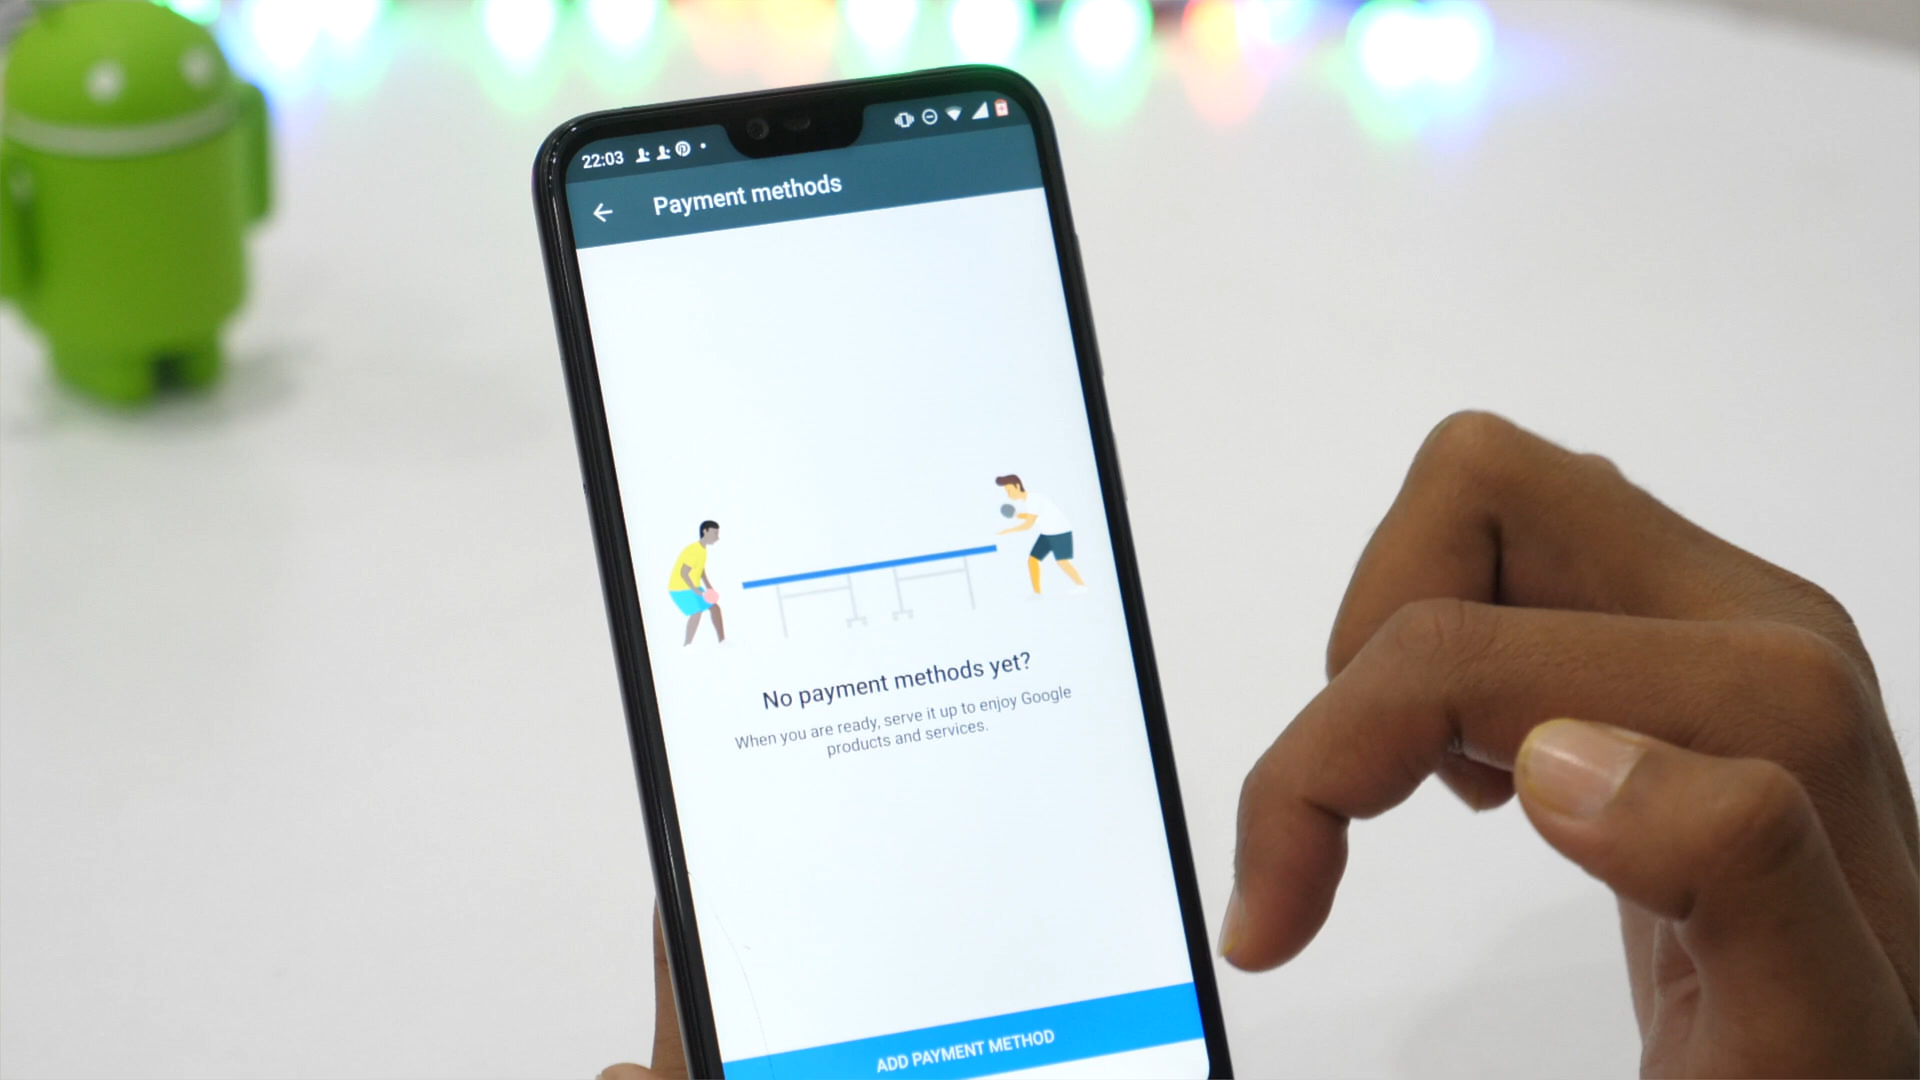 22:03
Payment methods
No payment methods yet?
When you are ready, serve it up to enjoy Google
products and services.
ADD PAYMENT METHOD